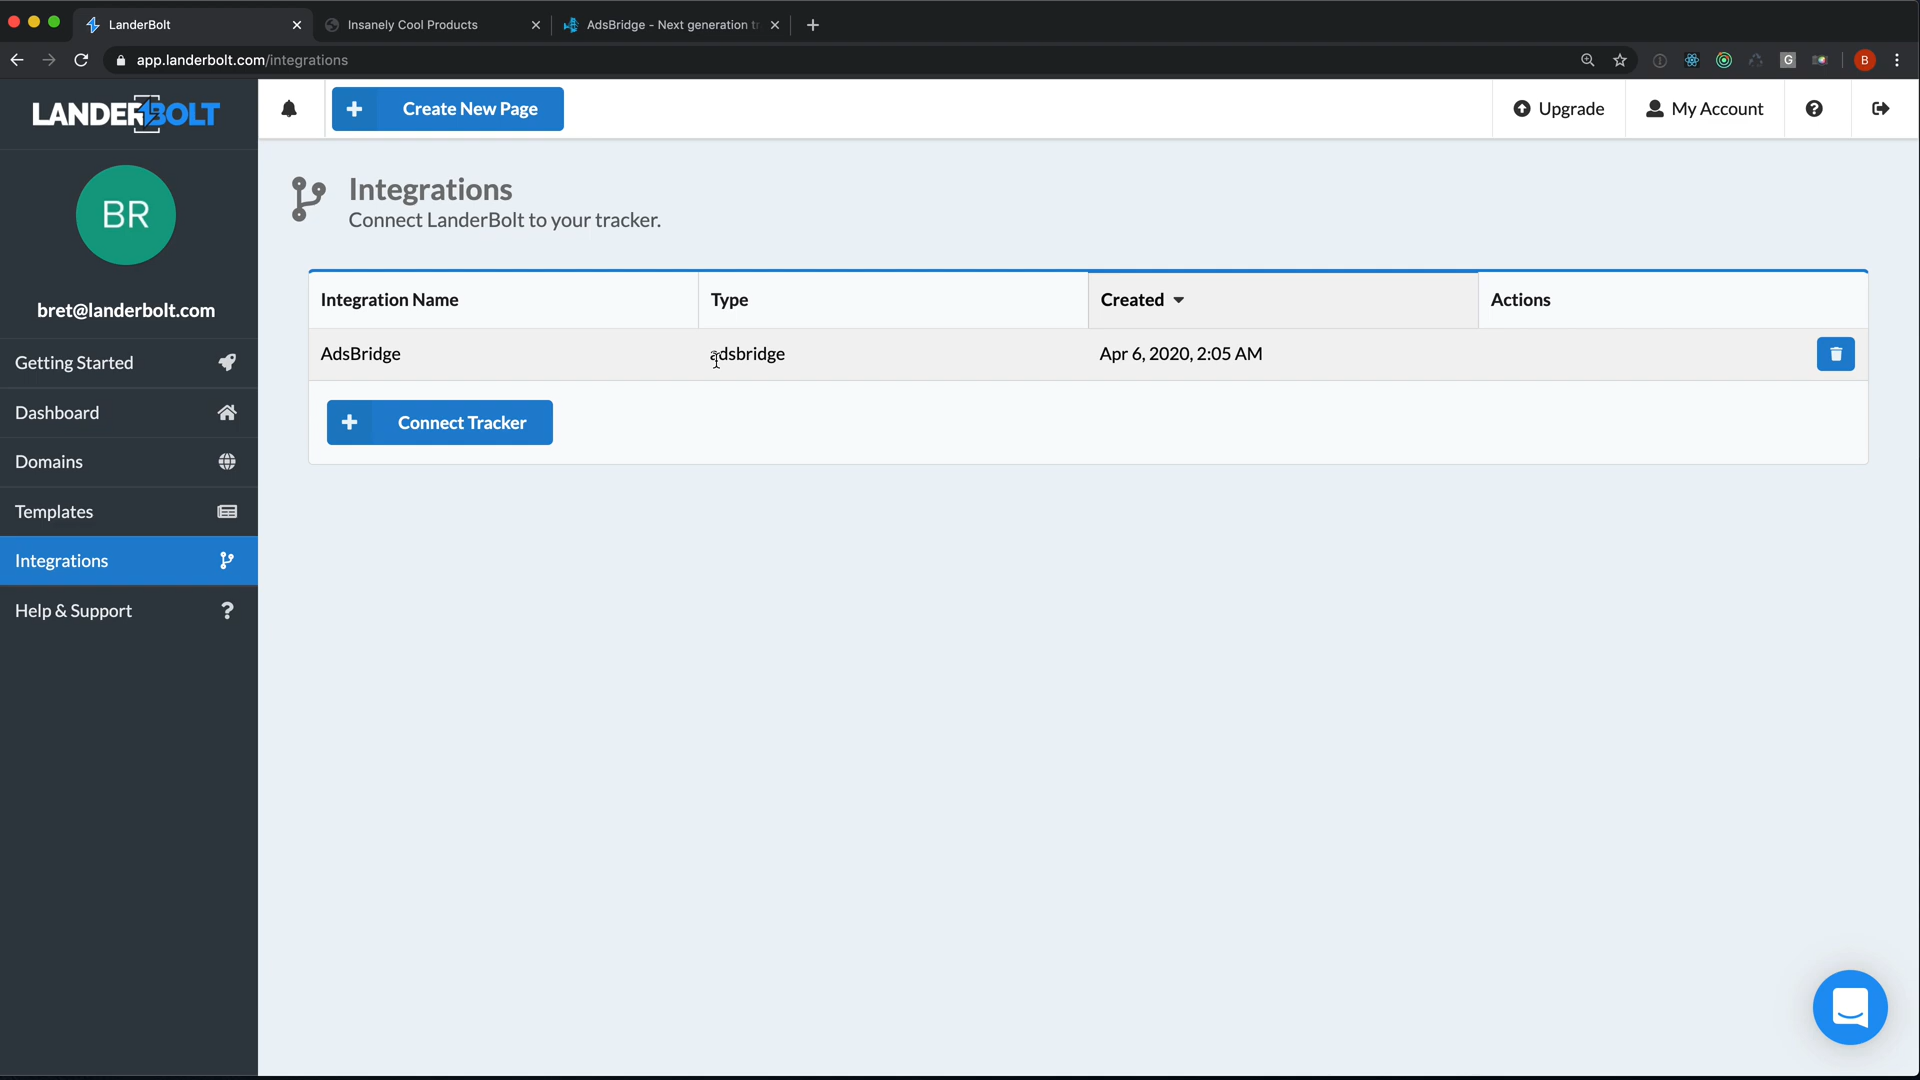 LanderBolt
Insanely Cool Products
AdsBridge - Next generation tr
app.landerbolt.com/integrations
G
B
LANDERBOLT
Create New Page
Upgrade
My Account
BR
bret@landerbolt.com
Getting Started
Dashboard
Domains
Templates
Integrations
Help & Support
Integrations
Connect LanderBolt to your tracker.
Integration Name
Type
Created
Actions
AdsBridge
adsbridge
Apr 6, 2020, 2:05 AM
Connect Tracker